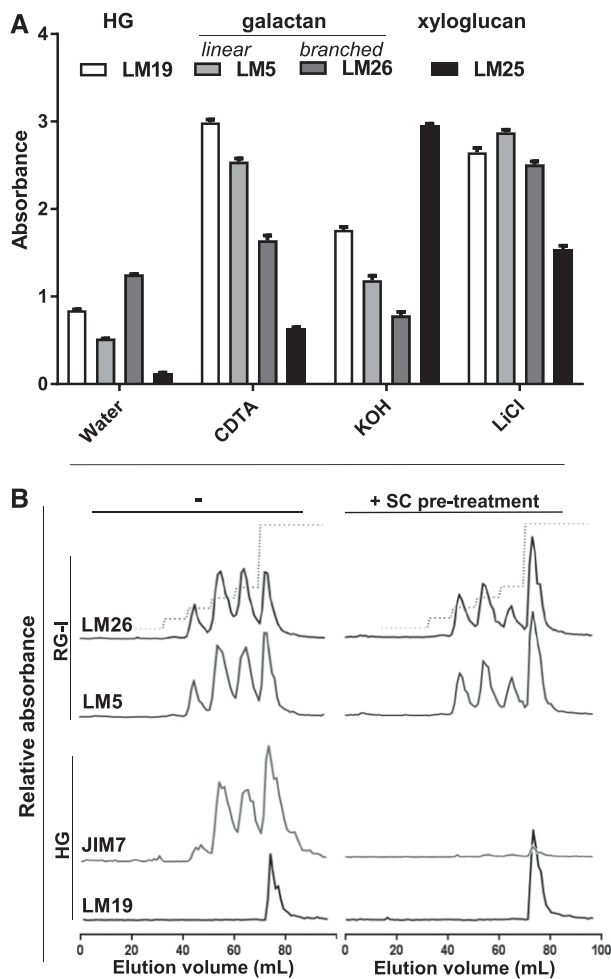 A
HG galactan xyloglucan
linear branched
LM19 LM5 LM26 LM25
Absorbance
4
3
2
1
0
Water CDTA KOH LiCl
B
- + SC pre-treatment
Relative absorbance
RG-I
LM26
LM5
HG
JIM7
LM19
0 20 40 60 80 0 20 40 60 80 100
Elution volume (mL) Elution volume (mL)